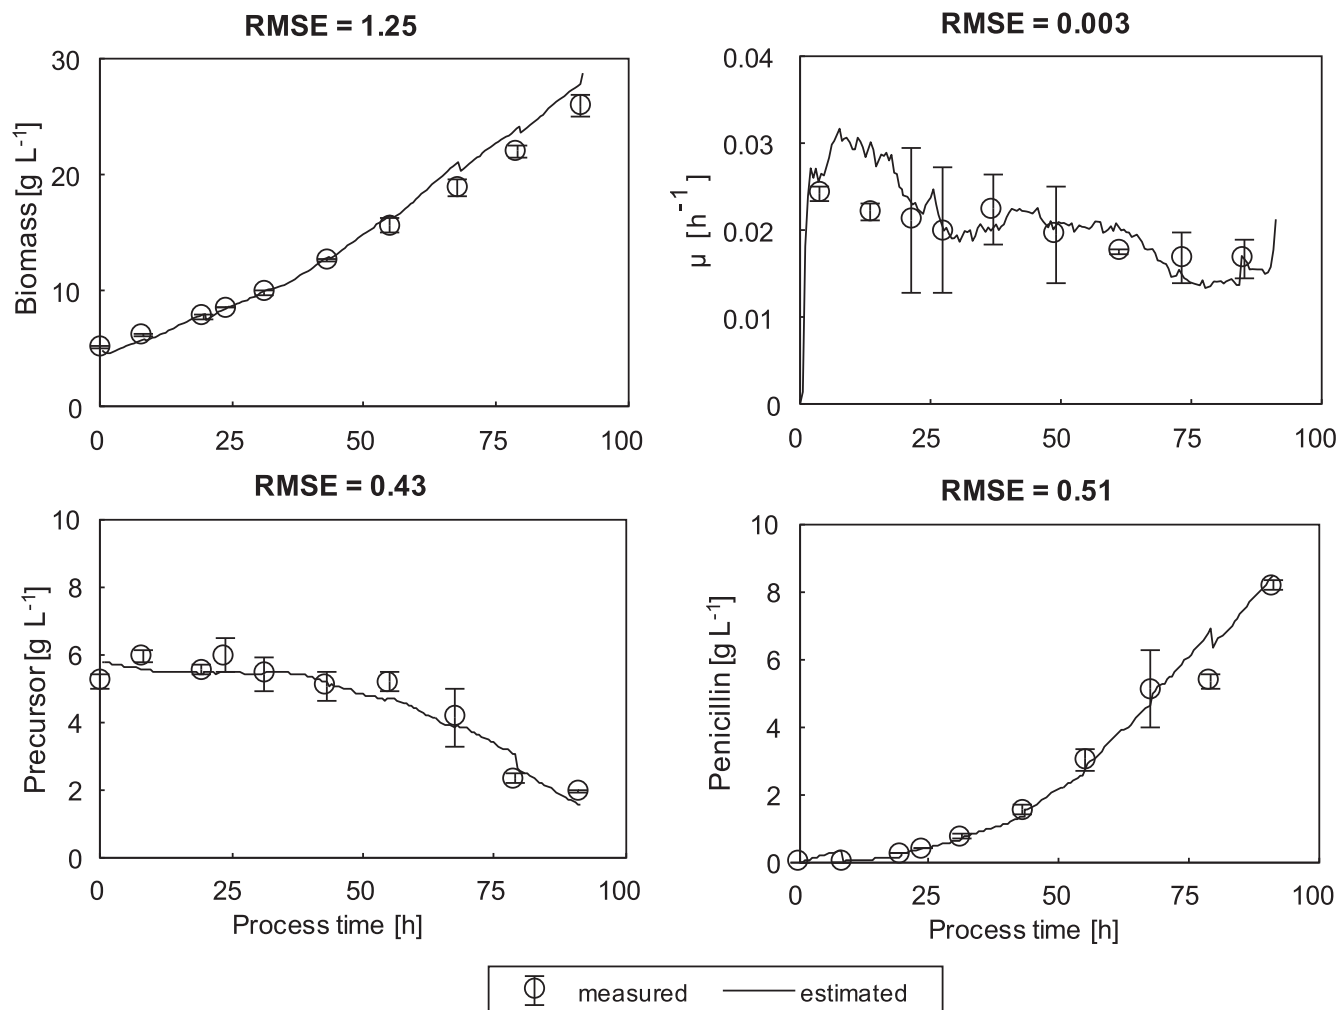 RMSE = 1.25
Biomass [g L-1]
30
20
10
0
0 25 50 75 100
RMSE = 0.003
μ [h-1]
0.04
0.03
0.02
0.01
0
0 25 50 75 100
RMSE = 0.43
Precursor [g L-1]
10
8
6
4
2
0
0 25 50 75 100
Process time [h]
RMSE = 0.51
Penicillin [g L-1]
10
8
6
4
2
0
0 25 50 75 100
Process time [h]
measured estimated